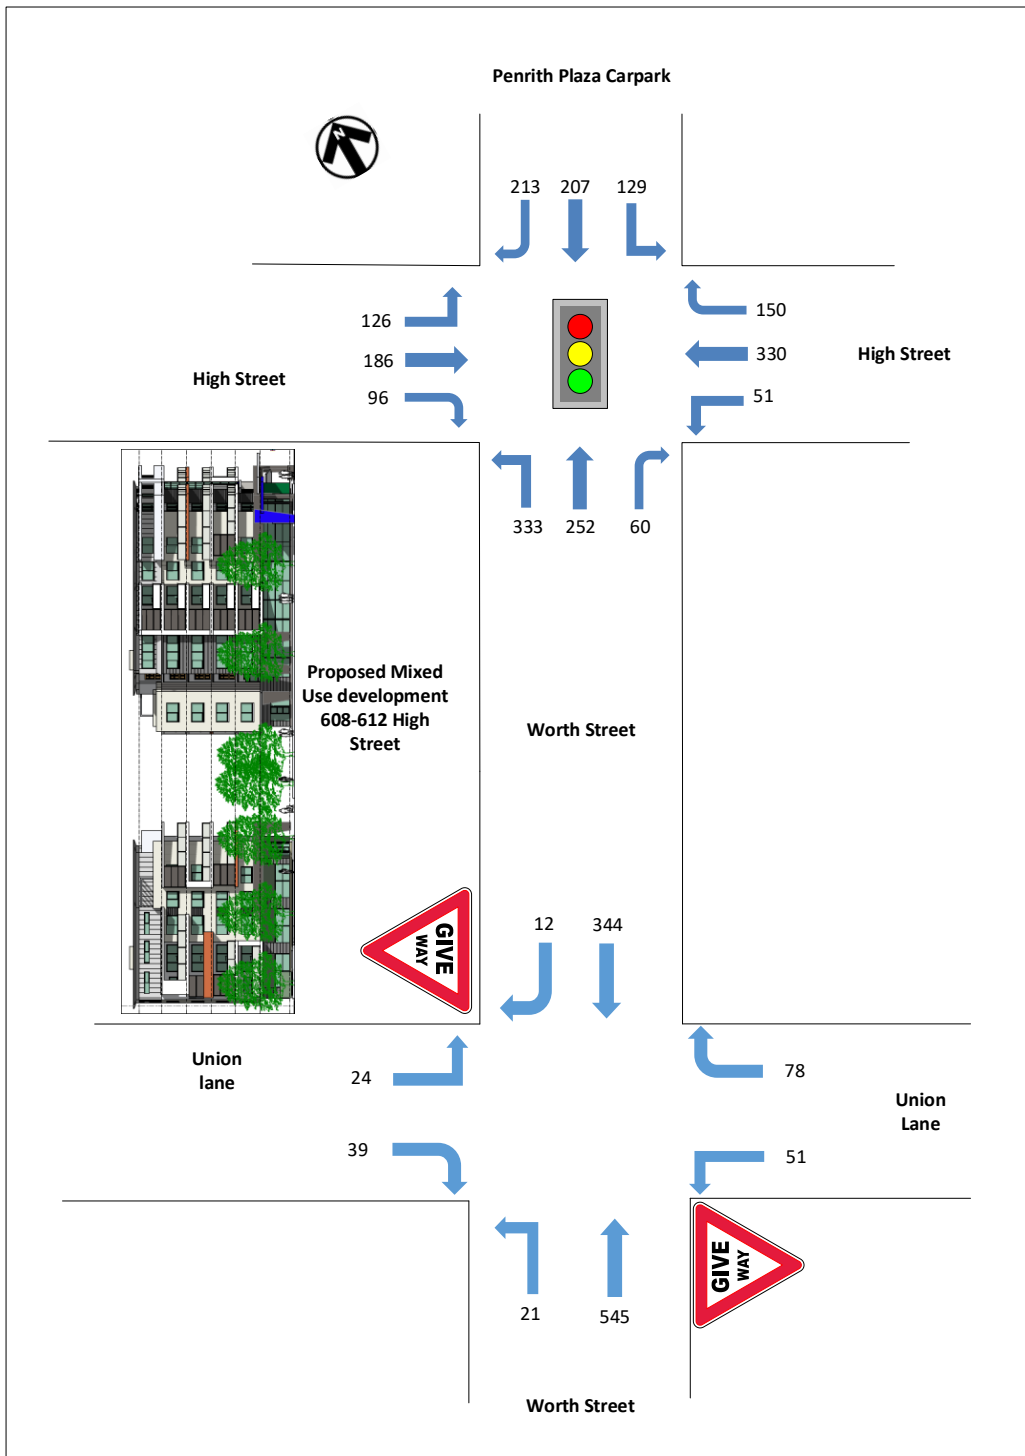 Penrith Plaza Carpark
N
213 207 129
126
150
186
330
High Street
High Street
96
51
333 252 60
Proposed Mixed
Use development
608-612 High
Street
Worth Street
GIVE
WAY
12 344
Union
lane
24
78
Union
Lane
39
51
GIVE
WAY
21 545
Worth Street